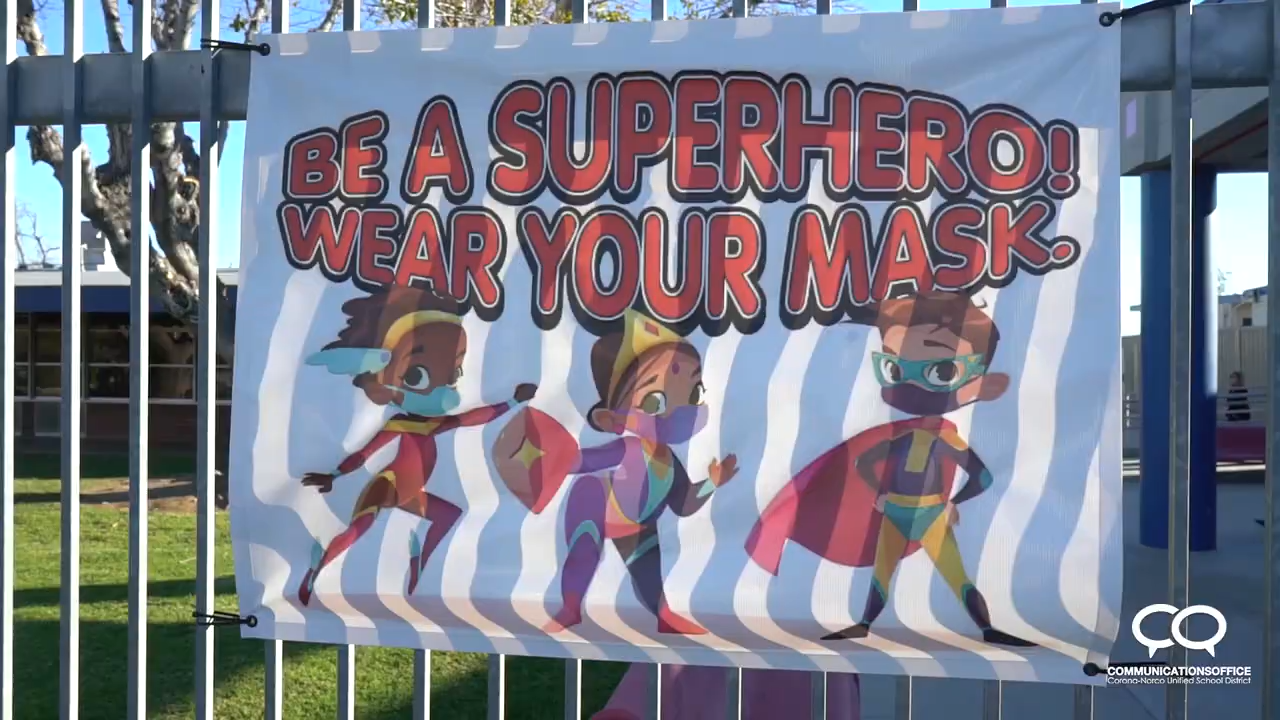 BE A SUPERHERO!
WEAR YOUR MASK.
COMMUNICATIONSOFFICE
Corona-Norco Unified School District